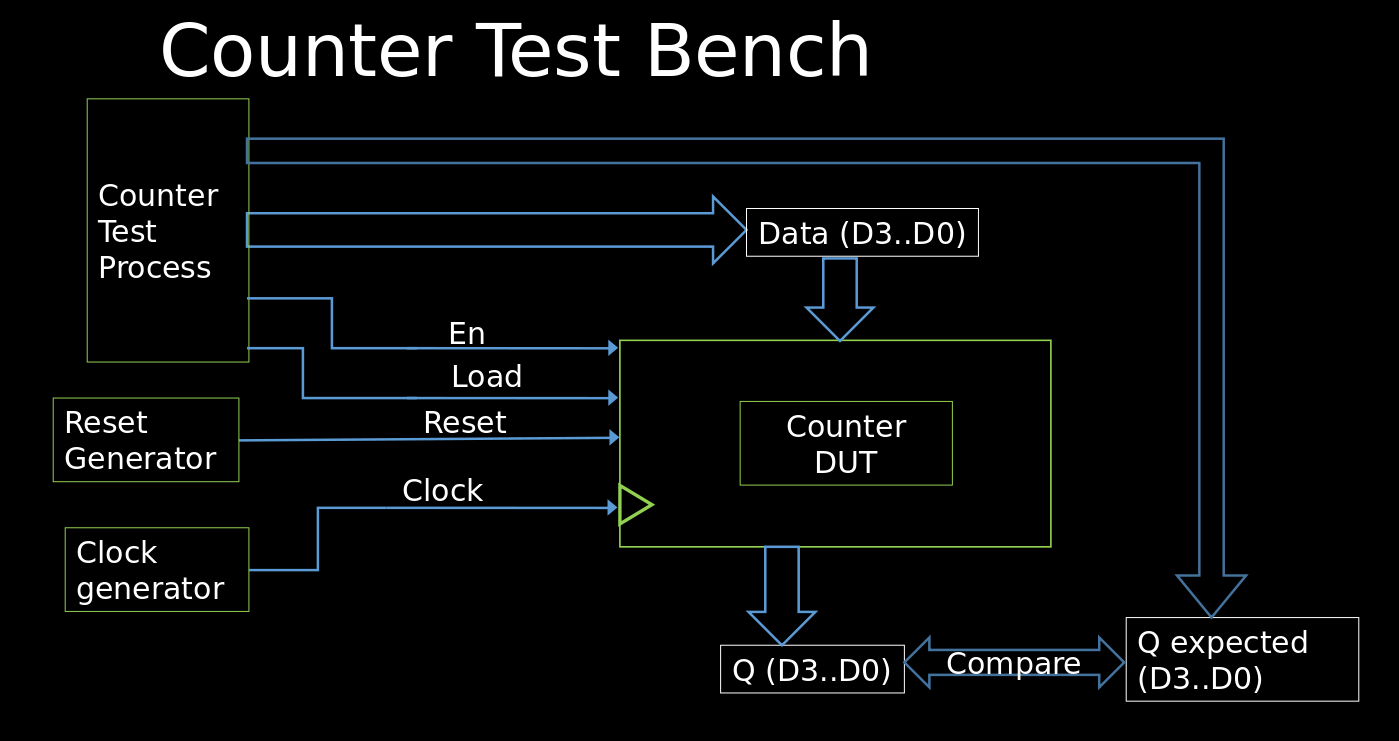 Counter Test Bench
Counter
Test
Process
Data (D3..D0)
En
Load
Reset
Generator
Reset
Counter
DUT
Clock
Clock
generator
Q (D3..D0)
Compare
Q expected
(D3..D0)